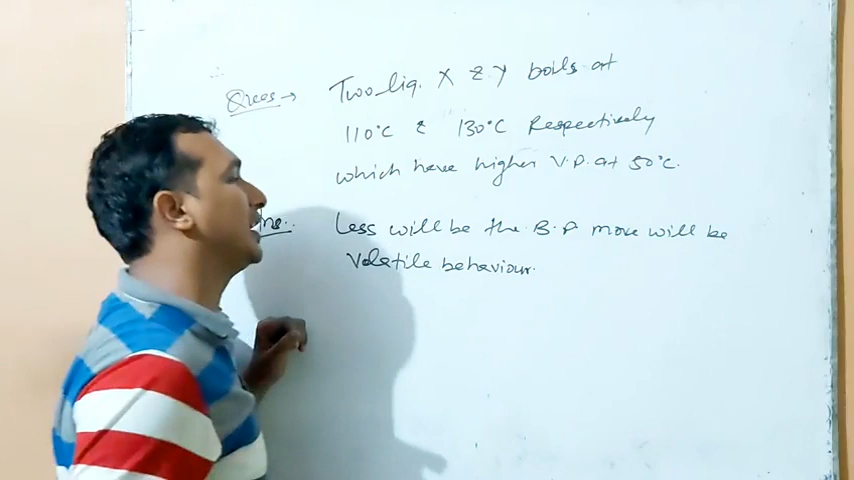 Ques → Two liq. X & Y boils at
110°C & 130°C Respectively
which have higher V.P. at 50°C.
Ans. Less will be the B.P more will be
Volatile behaviour.